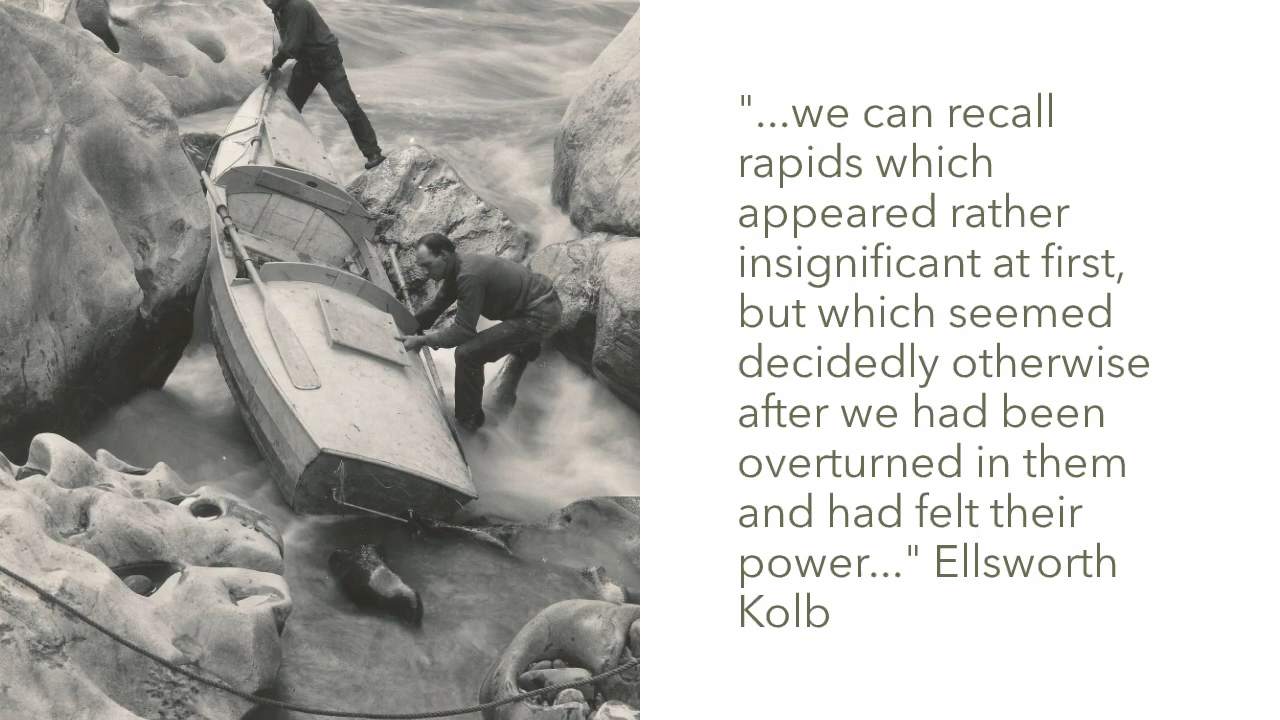 "...we can recall
rapids which
appeared rather
insignificant at first,
but which seemed
decidedly otherwise
after we had been
overturned in them
and had felt their
power..." Ellsworth
Kolb